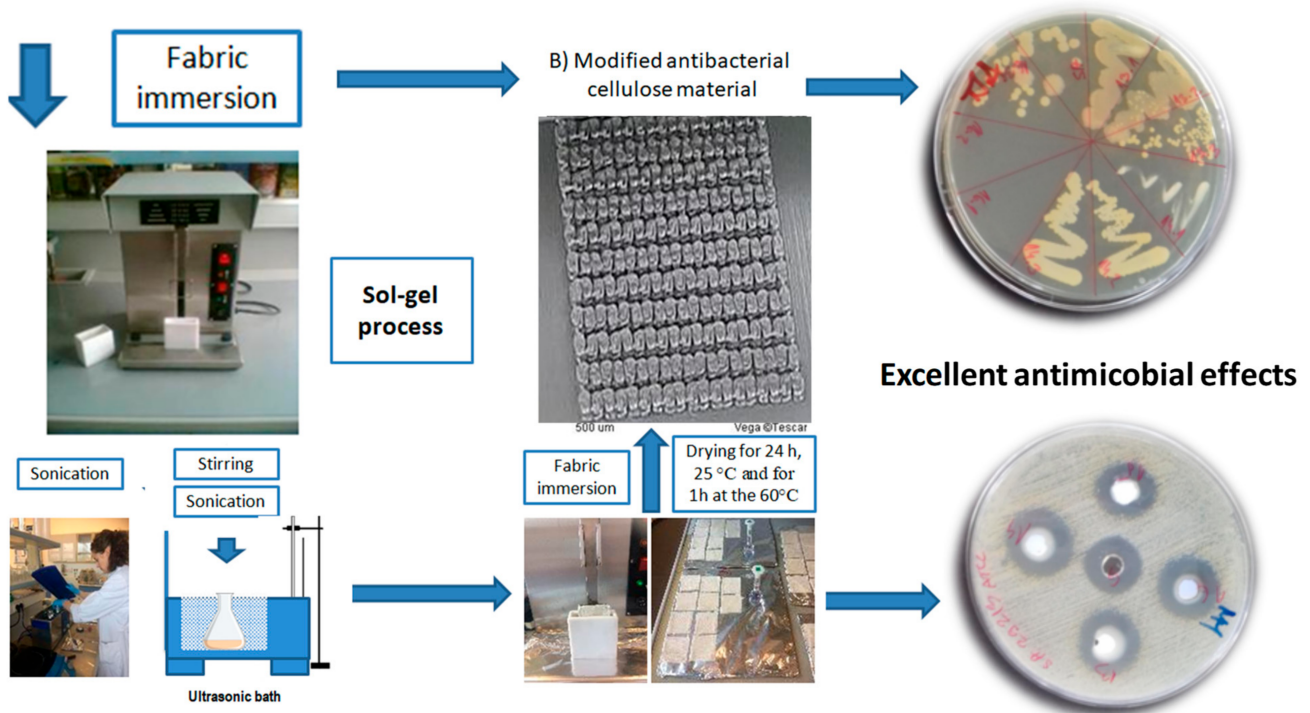 Fabric
immersion
B) Modified antibacterial
cellulose material
Sol-gel
process
500 um
Vega ©Tescar
Excellent antimicobial effects
Sonication
Stirring
Sonication
Fabric
immersion
Drying for 24 h,
25 °C and for
1h at the 60°C
Ultrasonic bath